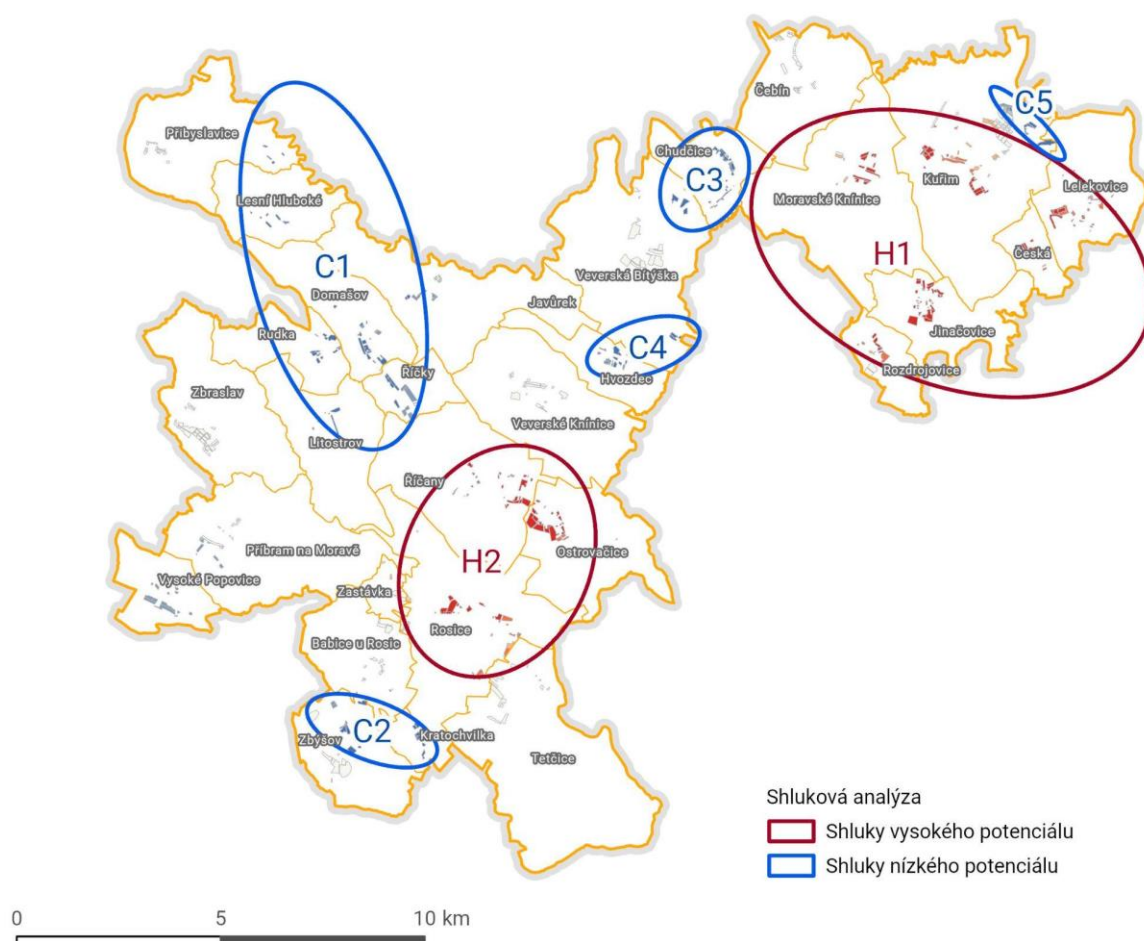 Čebín
Přibyslavice
C5
Chudčice
C3
Kuřim
Lelekovice
Lesní Hluboké
Moravské Knínice
H1
Česká
C1
Veverská Bítýška
Domašov
Javůrek
Rudka
Jinačovice
C4
Říčky
Hvozdec
Rozdrojovice
Zbraslav
Veverské Knínice
Litostrov
Říčany
Příbram na Moravě
Ostrovačice
H2
Vysoké Popovice
Zastávka
Rosice
Babice u Rosic
C2
Zbýšov
Kratochvilka
Tetčice
Shluková analýza
Shluky vysokého potenciálu
Shluky nízkého potenciálu
0 5 10 km